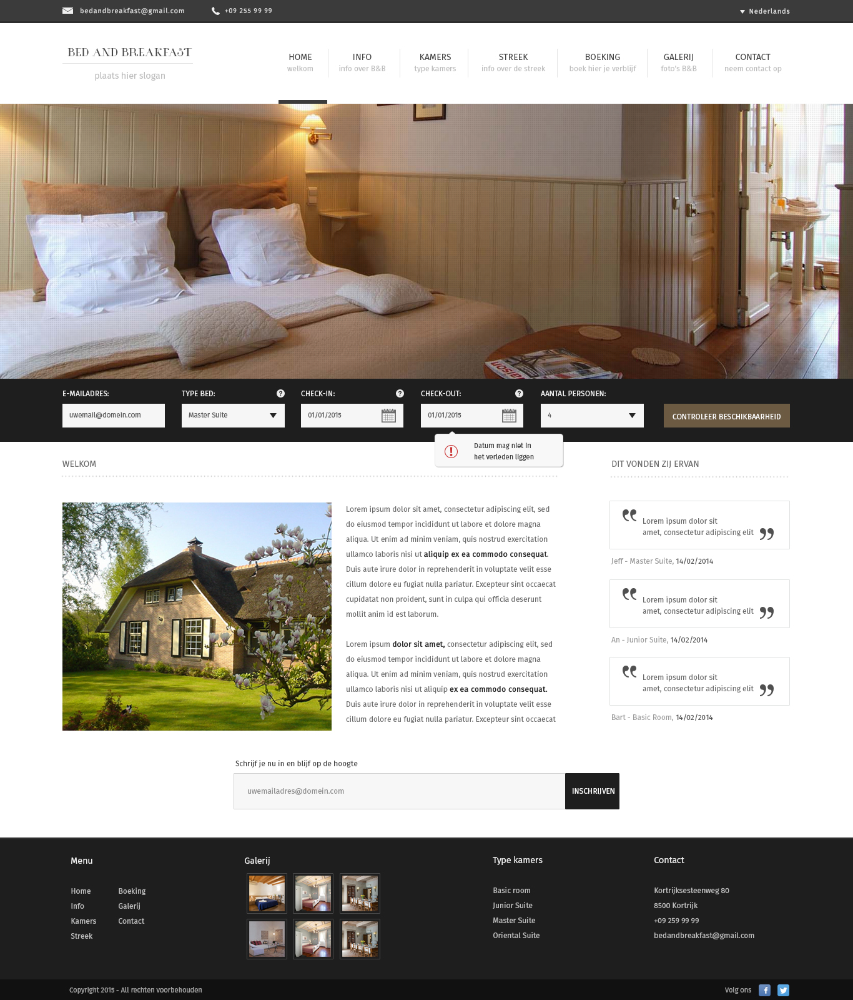 bedandbreakfast@gmail.com +09 255 99 99 Nederlands
BED AND BREAKFAST
plaats hier slogan
HOME INFO KAMERS STREEK BOEKING GALERIJ CONTACT
welkom info over B&B type kamers info over de streek boek hier je verblijf foto's B&B neem contact op
aison
E-MAILADRES: TYPE BED: ? CHECK-IN: ? CHECK-OUT: ? AANTAL PERSONEN:
uwemail@domein.com Master Suite 01/01/2015 01/01/2015 4 CONTROLEER BESCHIKBAARHEID
Datum mag niet in
het verleden liggen
WELKOM
Lorem ipsum dolor sit amet, consectetur adipiscing elit, sed
do eiusmod tempor incididunt ut labore et dolore magna
aliqua. Ut enim ad minim veniam, quis nostrud exercitation
ullamco laboris nisi ut aliquip ex ea commodo consequat.
Duis aute irure dolor in reprehenderit in voluptate velit esse
cillum dolore eu fugiat nulla pariatur. Excepteur sint occaecat
cupidatat non proident, sunt in culpa qui officia deserunt
mollit anim id est laborum.
Lorem ipsum dolor sit amet, consectetur adipiscing elit, sed
do eiusmod tempor incididunt ut labore et dolore magna
aliqua. Ut enim ad minim veniam, quis nostrud exercitation
ullamco laboris nisi ut aliquip ex ea commodo consequat.
Duis aute irure dolor in reprehenderit in voluptate velit esse
cillum dolore eu fugiat nulla pariatur. Excepteur sint occaecat
DIT VONDEN ZIJ ERVAN
Lorem ipsum dolor sit
amet, consectetur adipiscing elit
Jeff - Master Suite, 14/02/2014
Lorem ipsum dolor sit
amet, consectetur adipiscing elit
An - Junior Suite, 14/02/2014
Lorem ipsum dolor sit
amet, consectetur adipiscing elit
Bart - Basic Room, 14/02/2014
Schrijf je nu in en blijf op de hoogte
uwemailadres@domein.com INSCHRIJVEN
Menu
Home
Info
Kamers
Streek
Boeking
Galerij
Contact
Galerij
Type kamers
Basic room
Junior Suite
Master Suite
Oriental Suite
Contact
Kortrijksesteenweg 80
8500 Kortrijk
+09 259 99 99
bedandbreakfast@gmail.com
Copyright 2015 - All rechten voorbehouden Volg ons